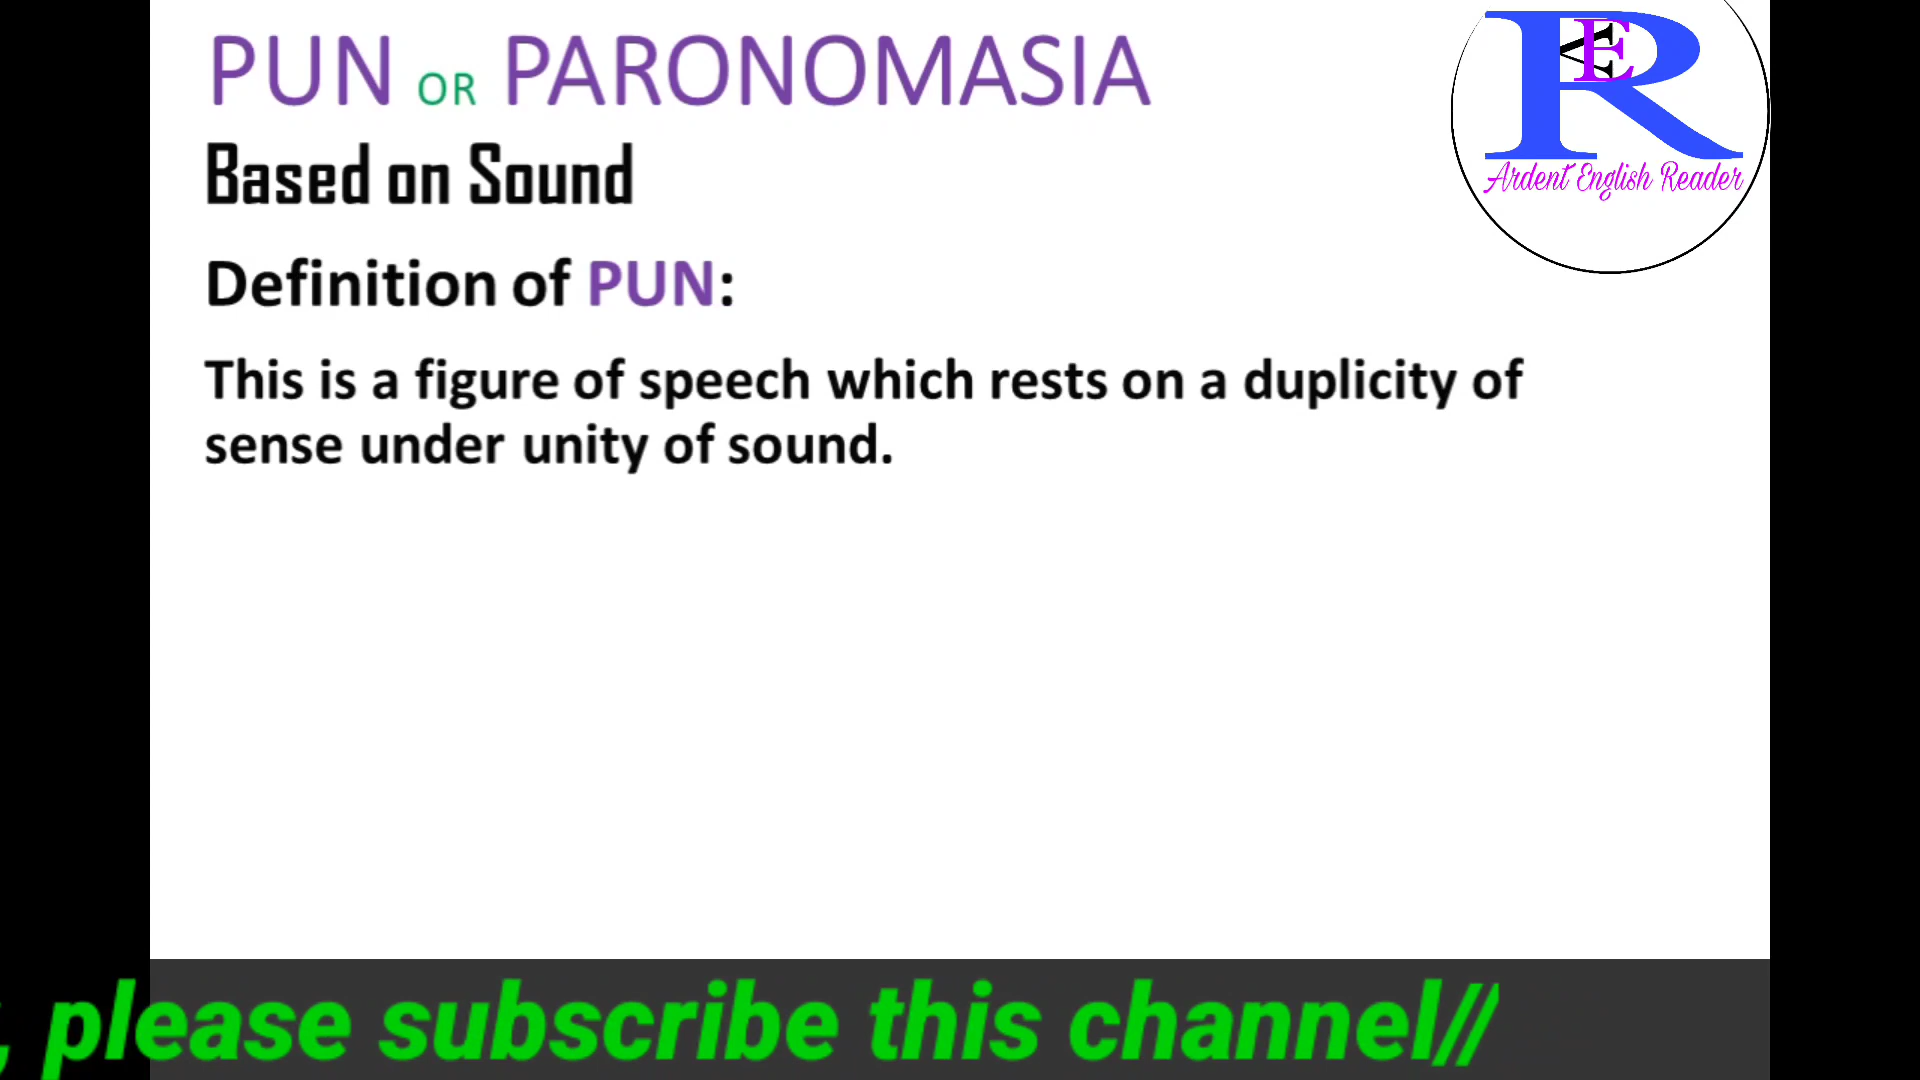 PUN OR PARONOMASIA
Based on Sound
Definition of PUN:
This is a figure of speech which rests on a duplicity of
sense under unity of sound.
AER
Ardent English Reader
, please subscribe this channel//